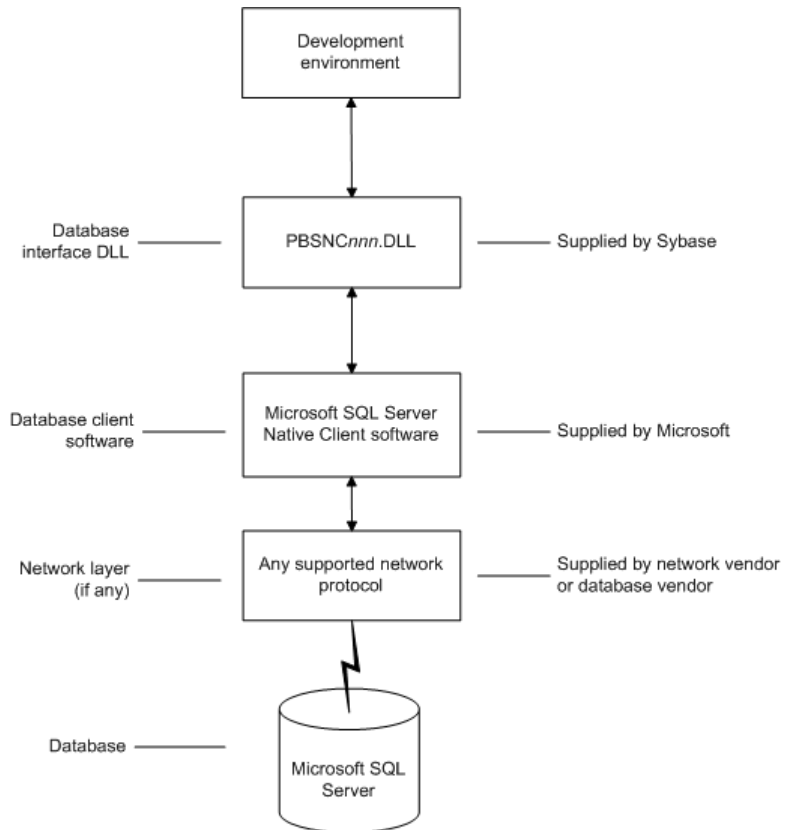 Development
environment
Database
interface DLL
PBSNCnnn.DLL
Supplied by Sybase
Database client
software
Microsoft SQL Server
Native Client software
Supplied by Microsoft
Network layer
(if any)
Any supported network
protocol
Supplied by network vendor
or database vendor
Database
Microsoft SQL
Server